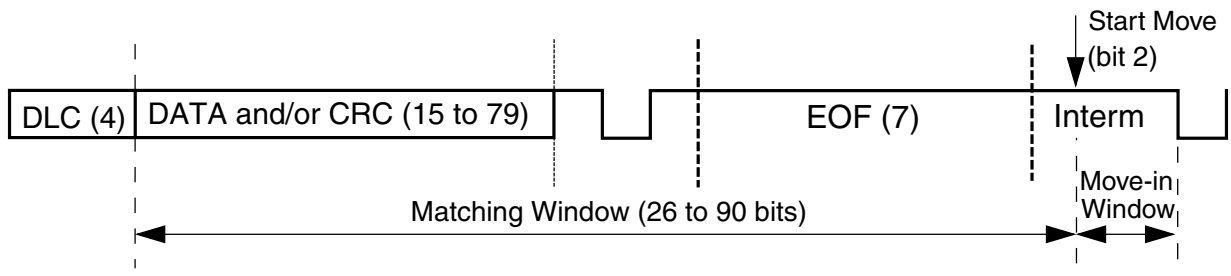 Start Move
(bit 2)
DLC (4)
DATA and/or CRC (15 to 79)
EOF (7)
Interm
Matching Window (26 to 90 bits)
Move-in
Window